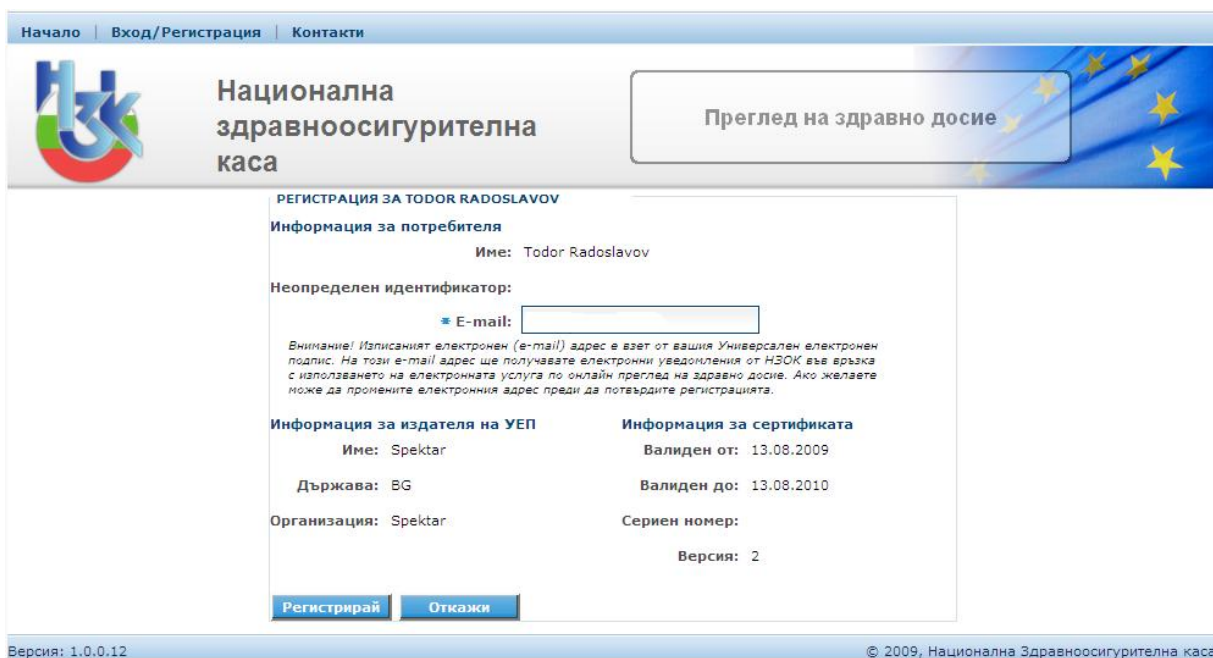 Начало | Вход/Регистрация | Контакти
НЗК
Национална
здравноосигурителна
каса
Преглед на здравно досие
РЕГИСТРАЦИЯ ЗА TODOR RADOSLAVOV
Информация за потребителя
Име: Todor Radoslavov
Неопределен идентификатор:
* E-mail:
Внимание! Изписаният електронен (e-mail) адрес е взет от вашия Универсален електронен
подпис. На този e-mail адрес ще получавате електронни уведомления от НЗОК във връзка
с използването на електронната услуга по онлайн преглед на здравно досие. Ако желаете
може да промените електронния адрес преди да потвърдите регистрацията.
Информация за издателя на УЕП Информация за сертификата
Име: Spektar Валиден от: 13.08.2009
Държава: BG Валиден до: 13.08.2010
Организация: Spektar Сериен номер:
Версия: 2
Регистрирай Откажи
Версия: 1.0.0.12 © 2009, Национална Здравноосигурителна каса